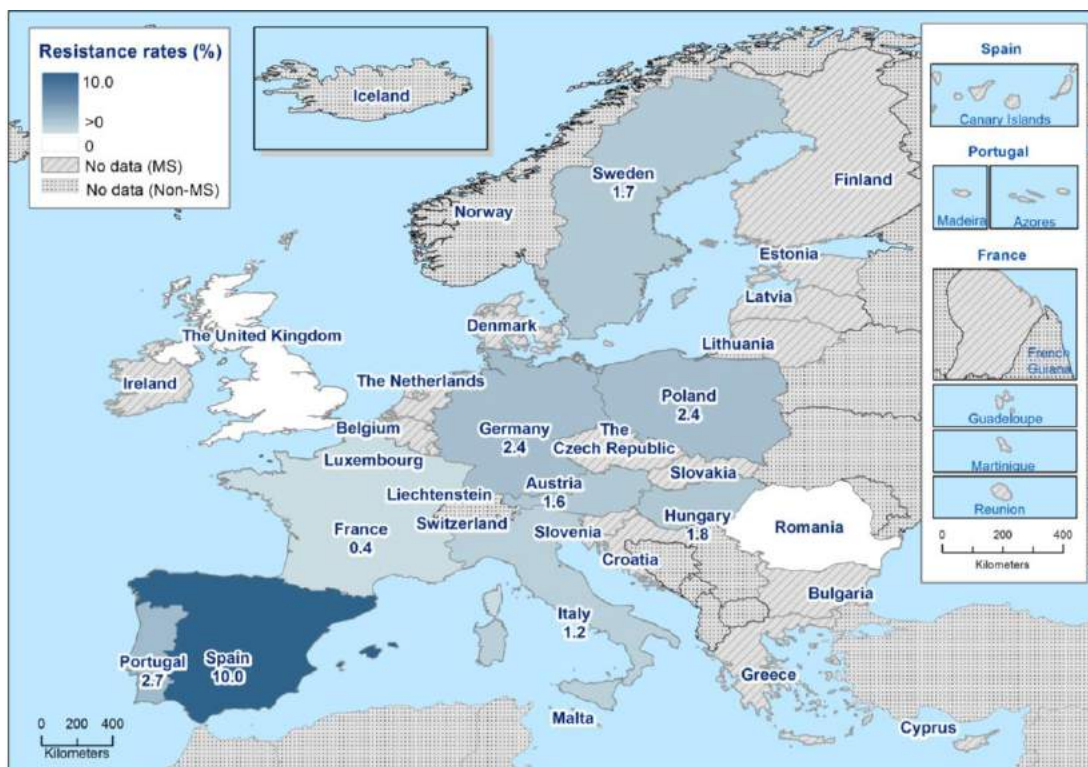 Resistance rates (%)
10.0
>0
0
No data (MS)
No data (Non-MS)
Iceland
Sweden
1.7
Finland
Norway
Estonia
Latvia
Denmark
Lithuania
The United Kingdom
Ireland
The Netherlands
Poland
2.4
Belgium
Germany
2.4
The
Czech Republic
Luxembourg
Slovakia
Austria
1.6
Liechtenstein
Hungary
1.8
Romania
Switzerland
Slovenia
France
0.4
Croatia
Bulgaria
Italy
1.2
Portugal
2.7
Spain
10.0
Greece
Malta
Cyprus
0 200 400
Kilometers
Spain
Canary Islands
Portugal
Madeira
Azores
France
French
Guiana
Guadeloupe
Martinique
Reunion
0 200 400
Kilometers